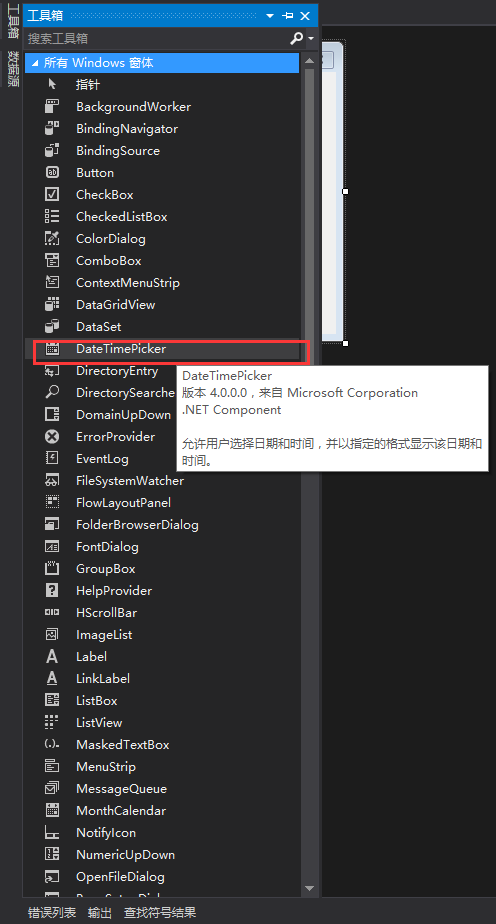 工具箱
数据源
工具箱
搜索工具箱
所有 Windows 窗体
指针
BackgroundWorker
BindingNavigator
BindingSource
Button
CheckBox
CheckedListBox
ColorDialog
ComboBox
ContextMenuStrip
DataGridView
DataSet
DateTimePicker
DirectoryEntry
DirectorySearche
DomainUpDown
ErrorProvider
EventLog
FileSystemWatcher
FlowLayoutPanel
FolderBrowserDialog
FontDialog
GroupBox
HelpProvider
HScrollBar
ImageList
Label
LinkLabel
ListBox
ListView
MaskedTextBox
MenuStrip
MessageQueue
MonthCalendar
NotifyIcon
NumericUpDown
OpenFileDialog
DateTimePicker
版本 4.0.0.0，来自 Microsoft Corporation
.NET Component
允许用户选择日期和时间，并以指定的格式显示该日期和
时间。
错误列表 输出 查找符号结果